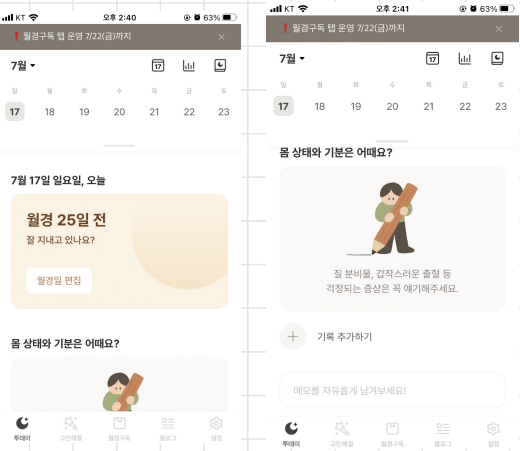 KT
오후 2:40
63%
월경구독 탭 운영 7/22(금)까지
7월
17
일 월 화 수 목 금 토
17 18 19 20 21 22 23
7월 17일 일요일, 오늘
월경 25일 전
잘 지내고 있나요?
월경일 편집
몸 상태와 기분은 어때요?
투데이 고민해결 월경구독 블로그 설정
KT
오후 2:41
63%
월경구독 탭 운영 7/22(금)까지
7월
17
일 월 화 수 목 금 토
17 18 19 20 21 22 23
몸 상태와 기분은 어때요?
질 분비물, 갑작스러운 출혈 등
걱정되는 증상은 꼭 얘기해주세요.
기록 추가하기
메모를 자유롭게 남겨보세요!
투데이 고민해결 월경구독 블로그 설정